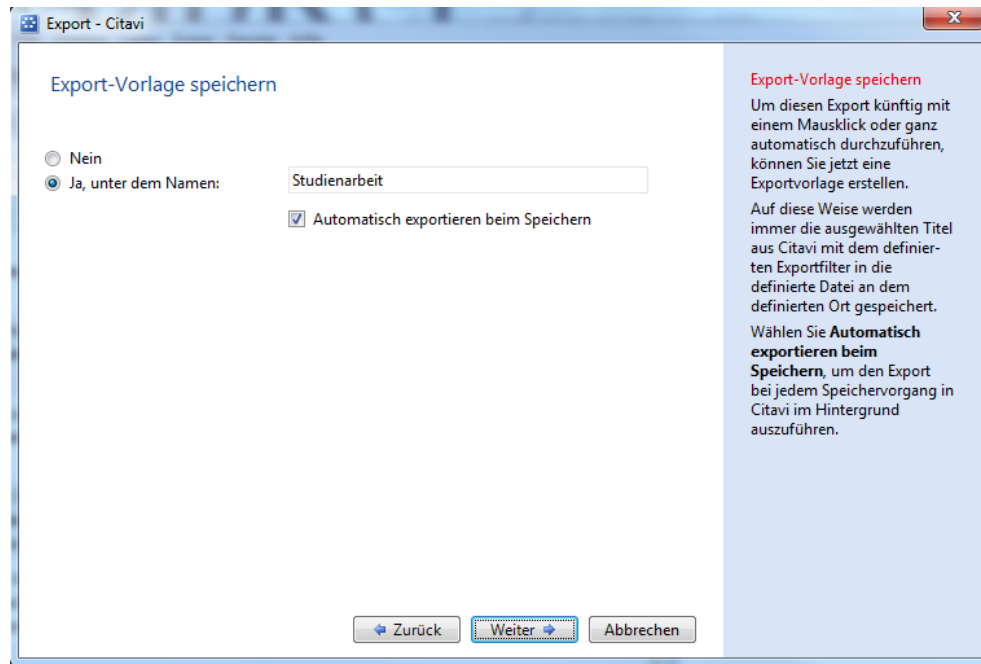 Export - Citavi
Export-Vorlage speichern
Nein
Ja, unter dem Namen:
Studienarbeit
Automatisch exportieren beim Speichern
Export-Vorlage speichern
Um diesen Export künftig mit
einem Mausklick oder ganz
automatisch durchzuführen,
können Sie jetzt eine
Exportvorlage erstellen.
Auf diese Weise werden
immer die ausgewählten Titel
aus Citavi mit dem definier-
ten Exportfilter in die
definierte Datei an dem
definierten Ort gespeichert.
Wählen Sie Automatisch
exportieren beim
Speichern, um den Export
bei jedem Speichervorgang in
Citavi im Hintergrund
auszuführen.
Zurück
Weiter
Abbrechen